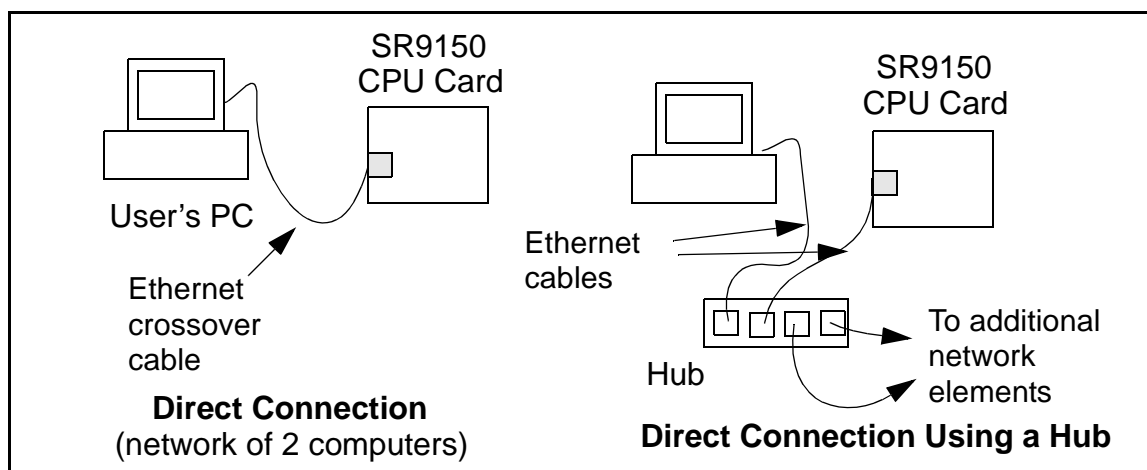 SR9150
CPU Card
User's PC
Ethernet
crossover
cable
Direct Connection
(network of 2 computers)
SR9150
CPU Card
Ethernet
cables
Hub
To additional
network
elements
Direct Connection Using a Hub